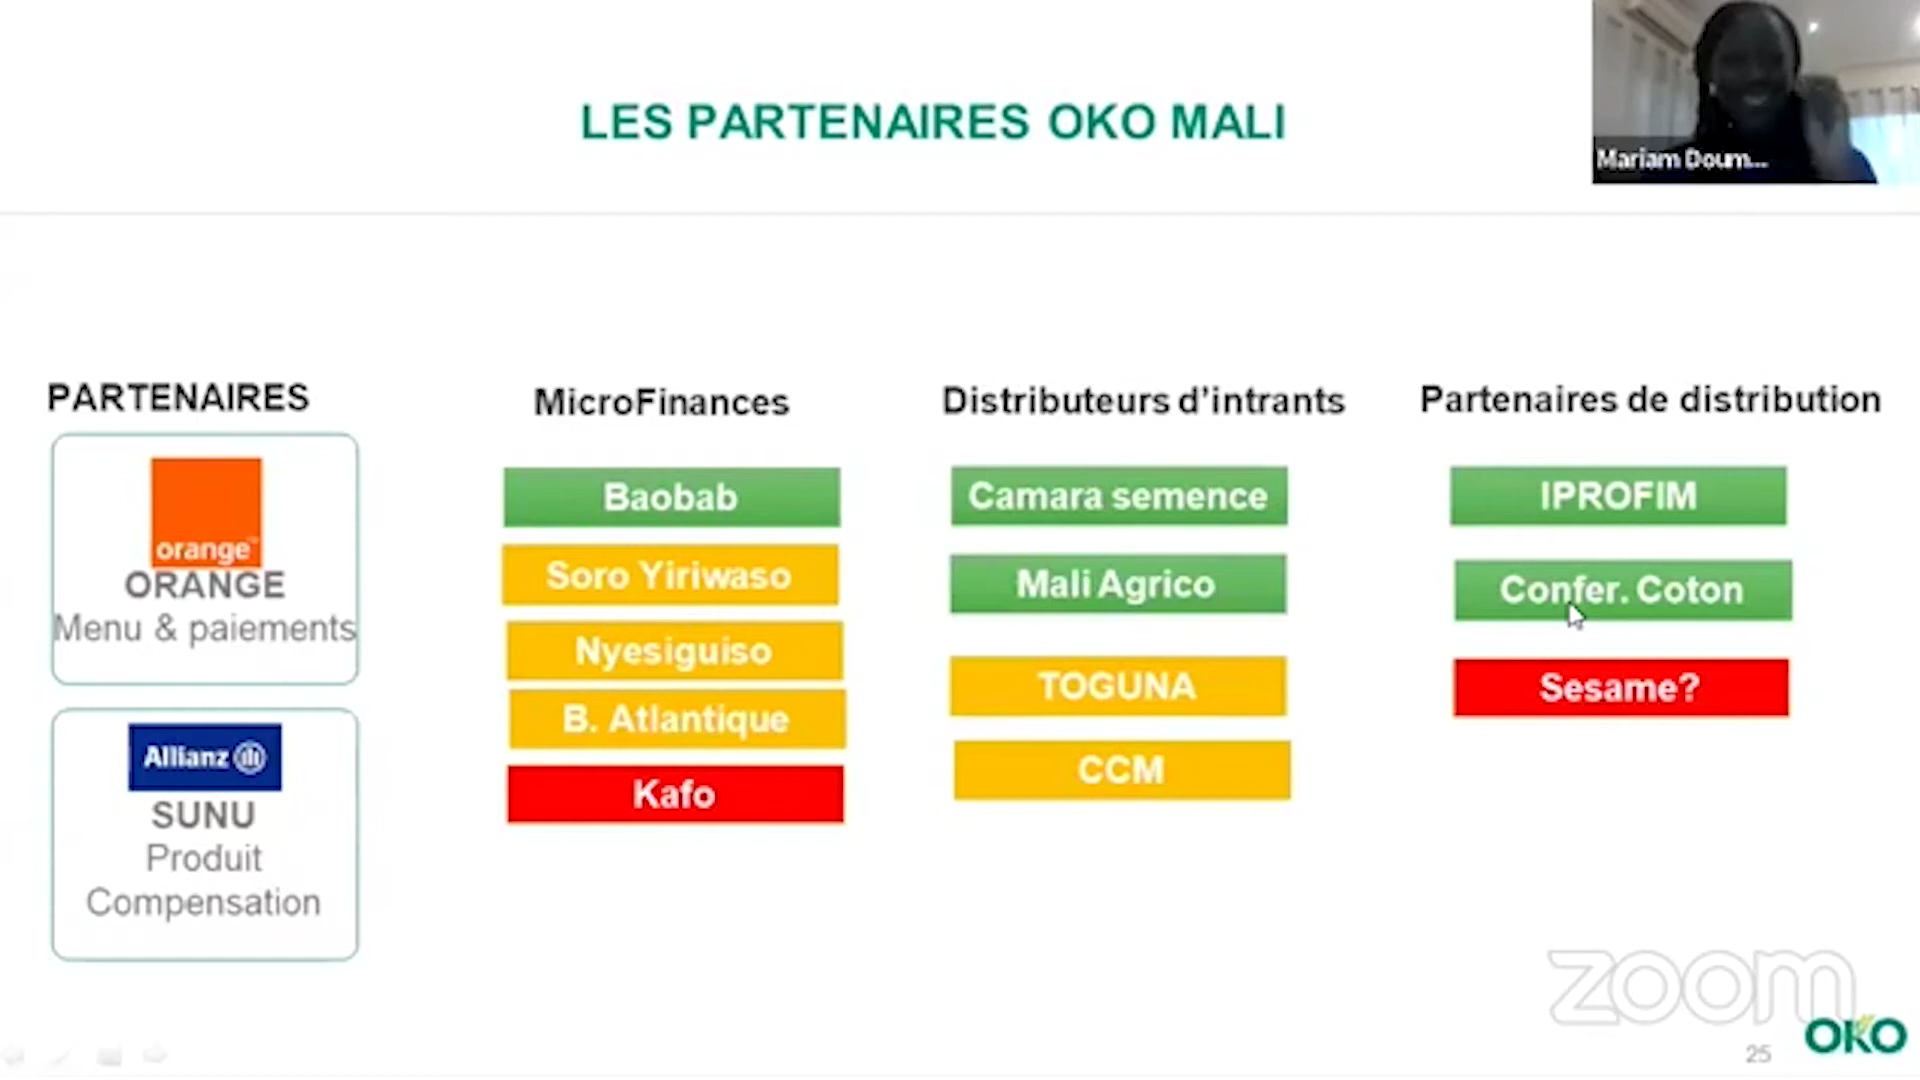 LES PARTENAIRES OKO MALI
Mariam Doum...
PARTENAIRES
orange™
ORANGE
Menu & paiements
Allianz
SUNU
Produit
Compensation
MicroFinances
Baobab
Soro Yiriwaso
Nyesiguiso
B. Atlantique
Kafo
Distributeurs d’intrants
Camara semence
Mali Agrico
TOGUNA
CCM
Partenaires de distribution
IPROFIM
Confer. Coton
Sesame?
zoom
25
OKO